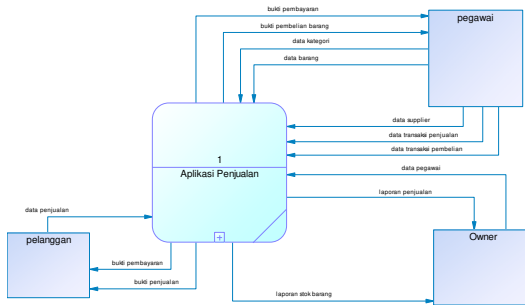 bukti pembayaran
pegawai
bukti pembelian barang
data kategori
data barang
data supplier
data transaksi penjualan
data transaksi pembelian
1
Aplikasi Penjualan
data pegawai
laporan penjualan
data penjualan
pelanggan
Owner
bukti pembayaran
bukti penjualan
laporan stok barang